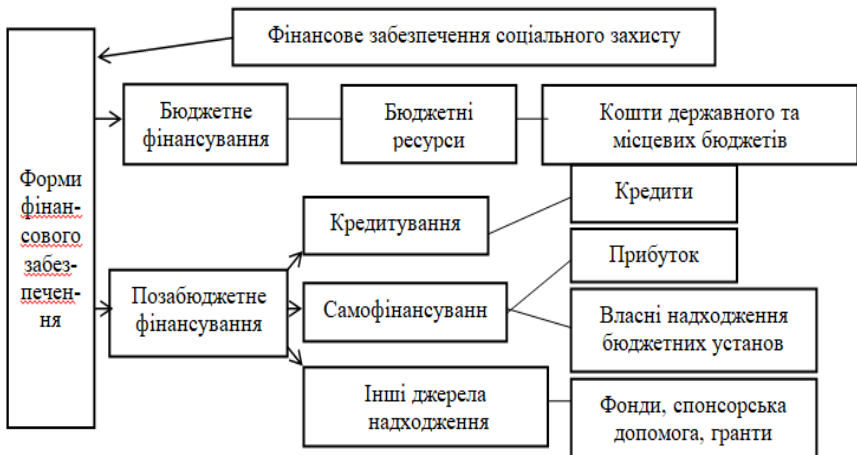 Фінансове забезпечення соціального захисту
Форми
фінан-
сового
забез-
печен-
ня
Бюджетне
фінансування
Бюджетні
ресурси
Кошти державного та
місцевих бюджетів
Позабюджетне
фінансування
Кредитування
Кредити
Самофінансуванн
Прибуток
Власні надходження
бюджетних установ
Інші джерела
надходження
Фонди, спонсорська
допомога, гранти